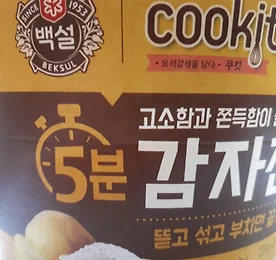 SINCE 1953
백설
BEKSUL
cookit
요리감성을 담다
쿠킷
고소함과 쫀득함이
5분
감자
뜯고 섞고 부치면